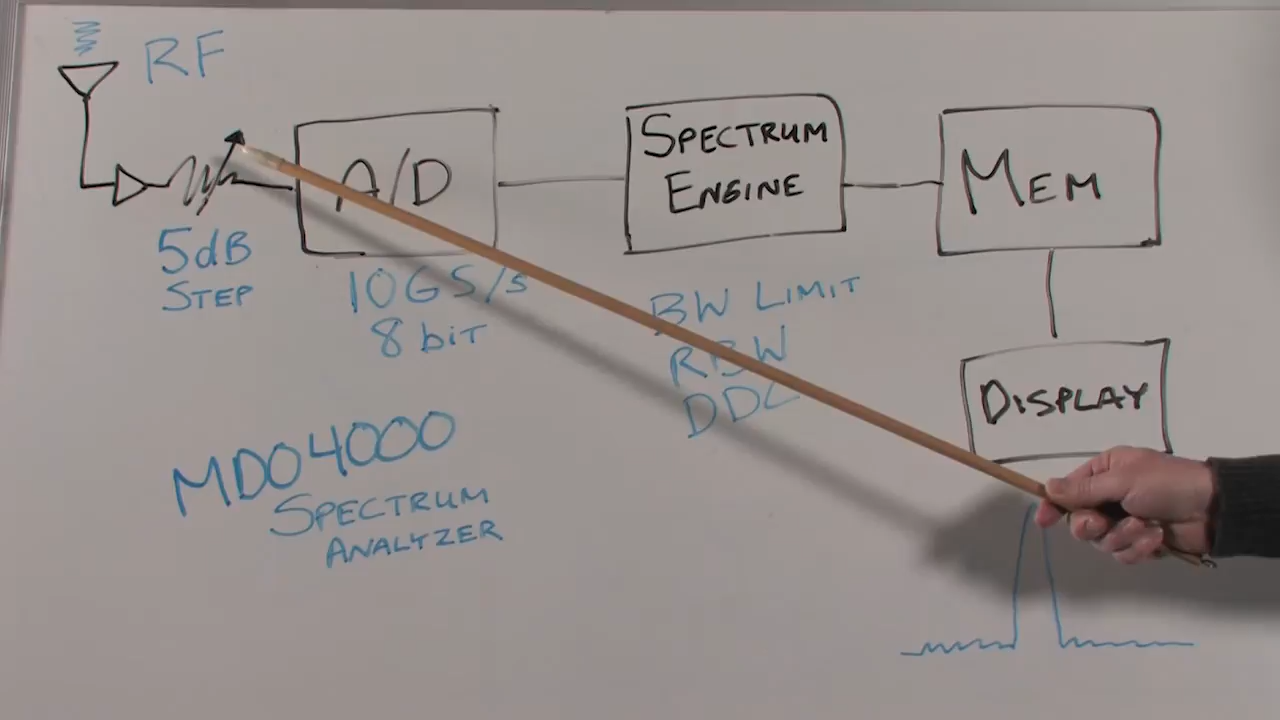 RF
5dB
STEP
A/D
10GS/s
8 bit
SPECTRUM
ENGINE
BW LIMIT
RBW
DDC
MEM
DISPLAY
MDO4000
SPECTRUM
ANALYZER